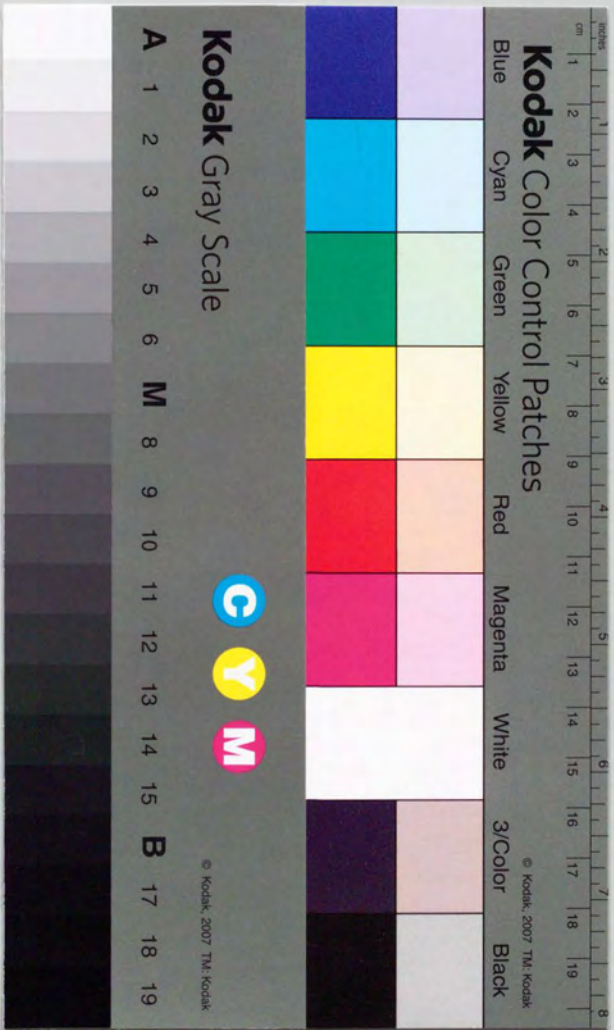 inches 1 2 3 4 5 6 7 8
cm 1 2 3 4 5 6 7 8 9 10 11 12 13 14 15 16 17 18 19
Kodak Color Control Patches © Kodak, 2007 TM: Kodak
Blue Cyan Green Yellow Red Magenta White 3/Color Black
Kodak Gray Scale C Y M © Kodak, 2007 TM: Kodak
A 1 2 3 4 5 6 M 8 9 10 11 12 13 14 15 B 17 18 19